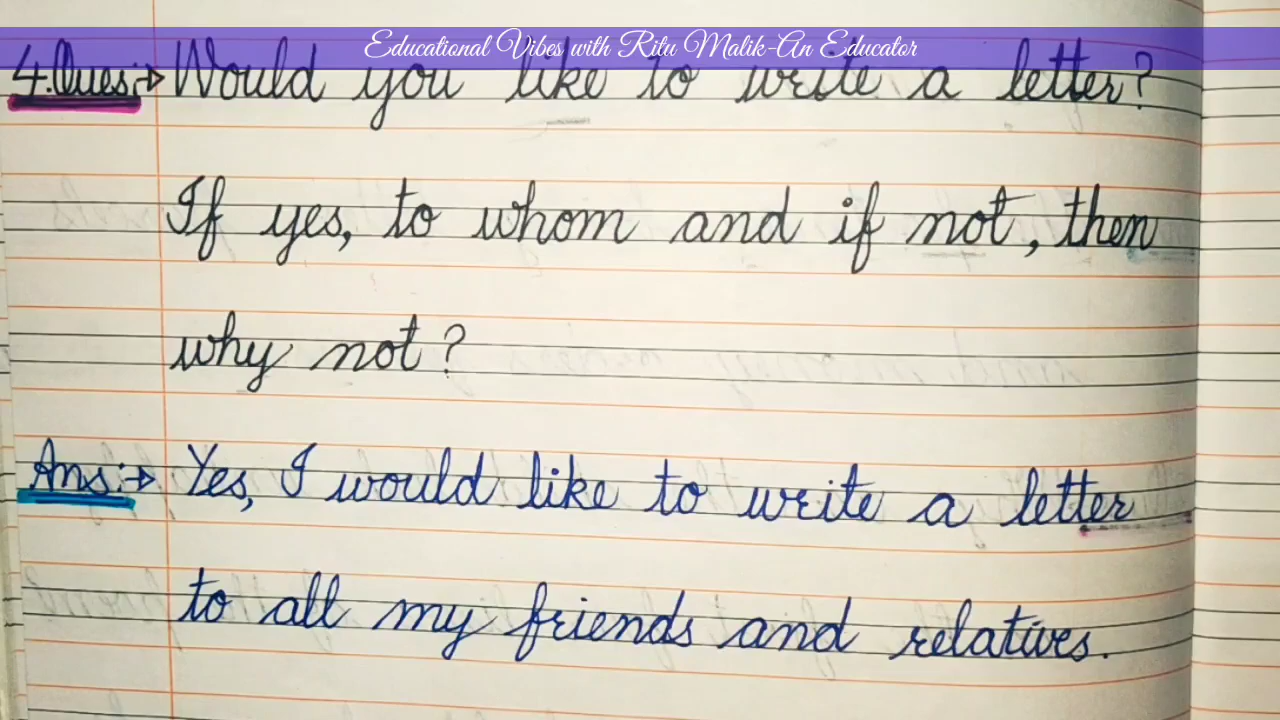 Educational Vibes with Ritu Malik-An Educator
4.Ques:→ Would you like to write a letter?
If yes, to whom and if not, then
why not?
Ans:→ Yes, I would like to write a letter
to all my friends and relatives.